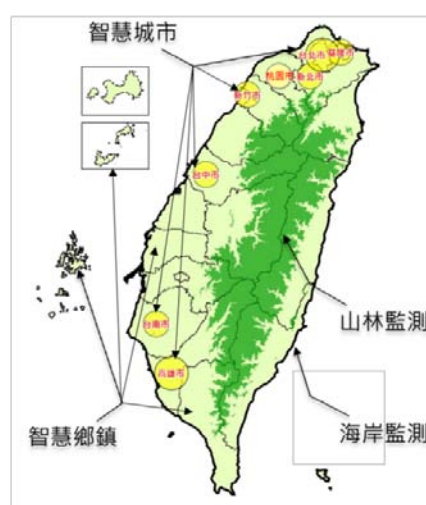 智慧城市
台北市
基隆市
桃園市
新北市
新竹市
台中市
山林監測
台南市
高雄市
智慧鄉鎮
海岸監測